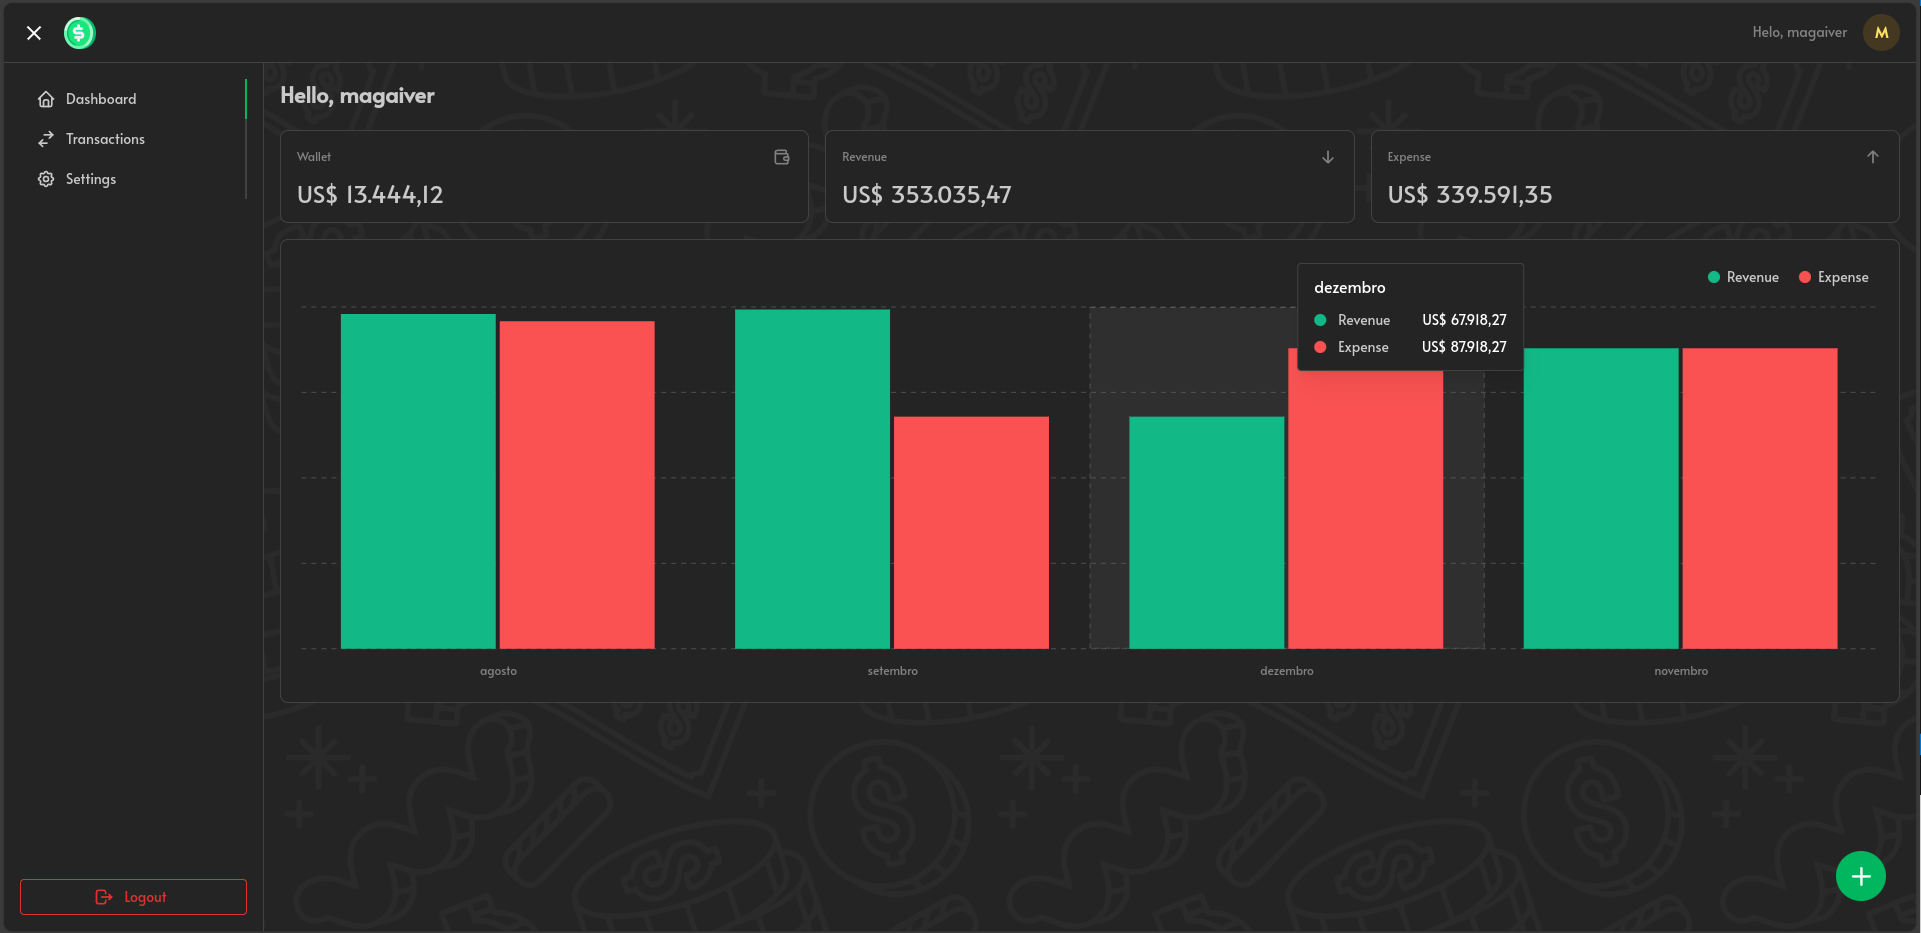 $
Helo, magaiver
M
Dashboard
Transactions
Settings
Logout
Hello, magaiver
Wallet
US$ 13.444,12
Revenue
US$ 353.035,47
Expense
US$ 339.591,35
Revenue
Expense
dezembro
Revenue US$ 67.918,27
Expense US$ 87.918,27
agosto
setembro
dezembro
novembro